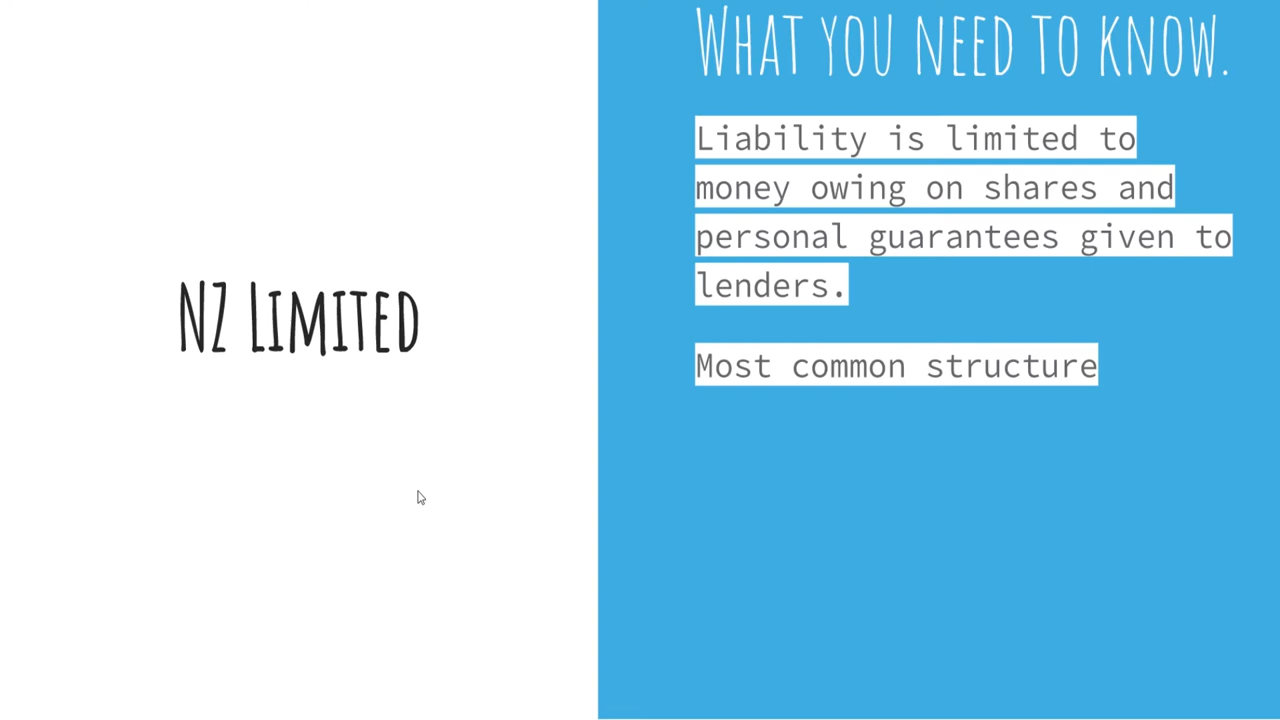 NZ Limited
What you need to know.
Liability is limited to
money owing on shares and
personal guarantees given to
lenders.
Most common structure